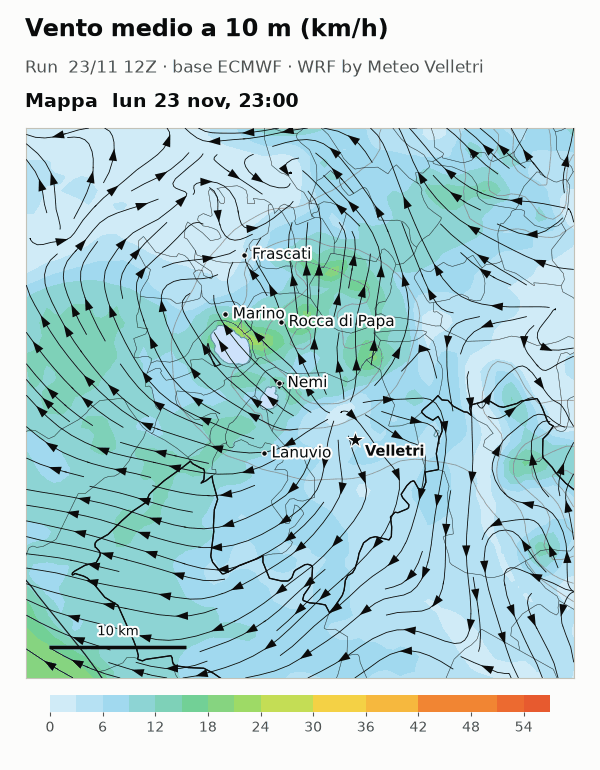 Vento medio a 10 m (km/h)
Run 23/11 12Z · base ECMWF · WRF by Meteo Velletri
Mappa lun 23 nov, 23:00
Frascati
Marino
Rocca di Papa
Nemi
Velletri
Lanuvio
10 km
0 6 12 18 24 30 36 42 48 54